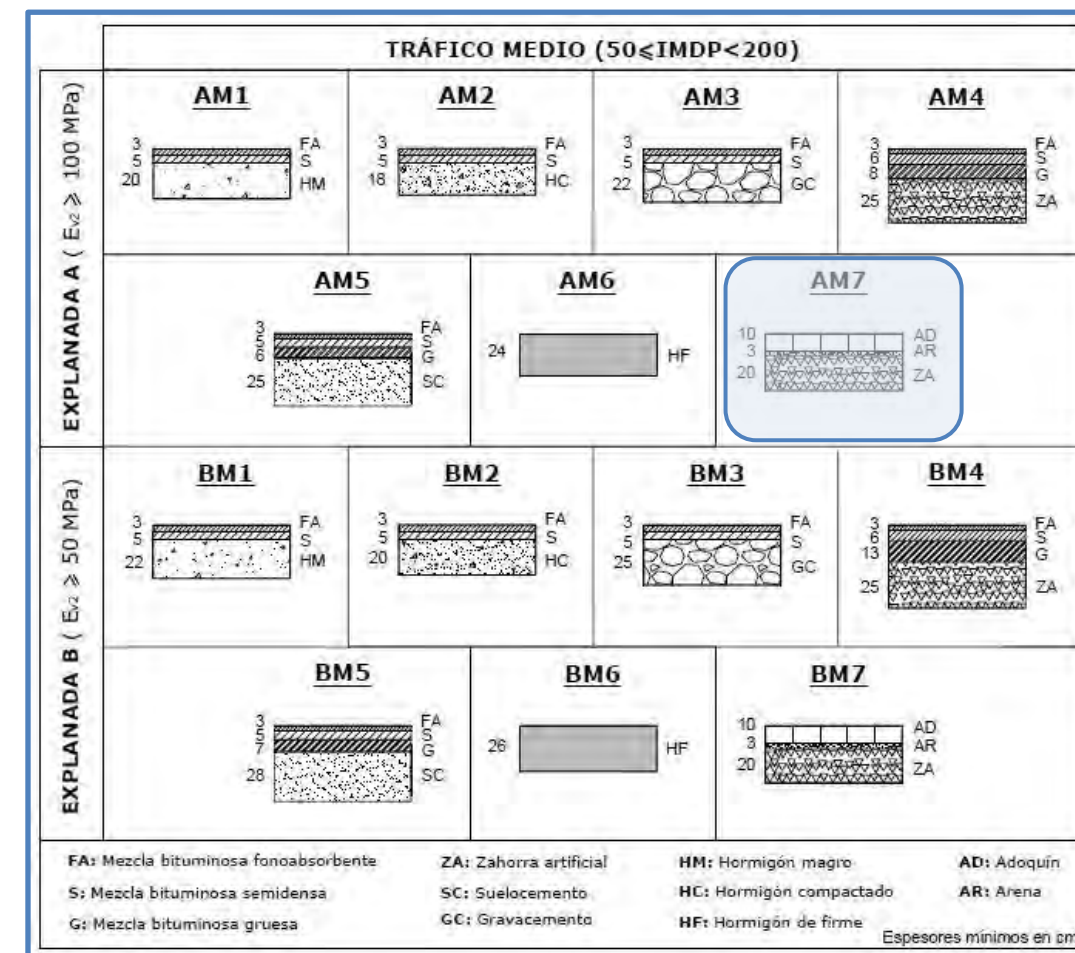 TRÁFICO MEDIO (50⩽IMDP<200)
EXPLANADA A ( Ev2 ⩾ 100 MPa)
AM1
3 FA
5 S
20 HM
AM2
3 FA
5 S
18 HC
AM3
3 FA
5 S
22 GC
AM4
3 FA
6 S
8 G
25 ZA
AM5
3 FA
5 S
6 G
25 SC
AM6
24 HF
AM7
10 AD
3 AR
20 ZA
EXPLANADA B ( Ev2 ⩾ 50 MPa)
BM1
3 FA
5 S
22 HM
BM2
3 FA
5 S
20 HC
BM3
3 FA
5 S
25 GC
BM4
3 FA
6 S
13 G
25 ZA
BM5
3 FA
5 S
7 G
28 SC
BM6
26 HF
BM7
10 AD
3 AR
20 ZA
FA: Mezcla bituminosa fonoabsorbente ZA: Zahorra artificial HM: Hormigón magro AD: Adoquín
S: Mezcla bituminosa semidensa SC: Suelocemento HC: Hormigón compactado AR: Arena
G: Mezcla bituminosa gruesa GC: Gravacemento HF: Hormigón de firme
Espesores mínimos en cm